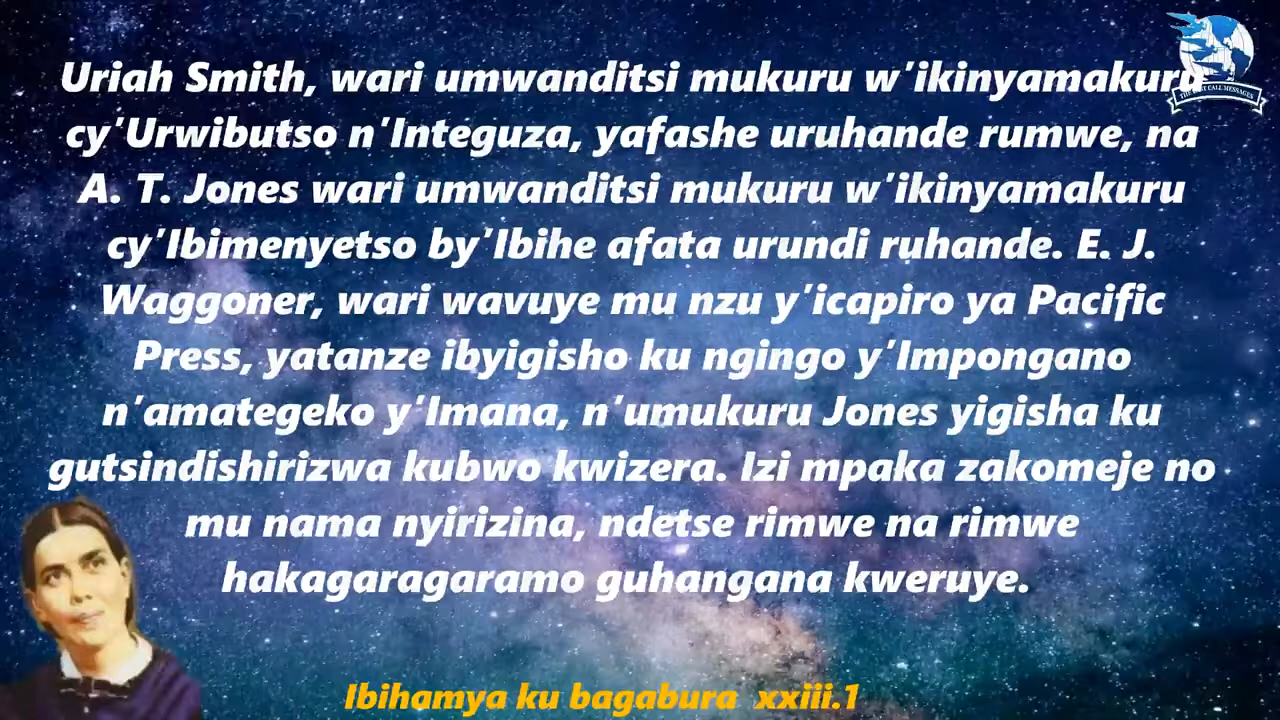 Uriah Smith, wari umwanditsi mukuru w'ikinyamakuru
cy'Urwibutso n'Integuza, yafashe uruhande rumwe, na
A. T. Jones wari umwanditsi mukuru w'ikinyamakuru
cy'Ibimenyetso by'Ibihe afata urundi ruhande. E. J.
Waggoner, wari wavuye mu nzu y'icapiro ya Pacific
Press, yatanze ibyigisho ku ngingo y'Impongano
n'amategeko y'Imana, n'umukuru Jones yigisha ku
gutsindishirizwa kubwo kwizera. Izi mpaka zakomeje no
mu nama nyirizina, ndetse rimwe na rimwe
hakagaragaramo guhangana kweruye.
Ibihamya ku bagabura xxiii.1
CALL MESSAGES